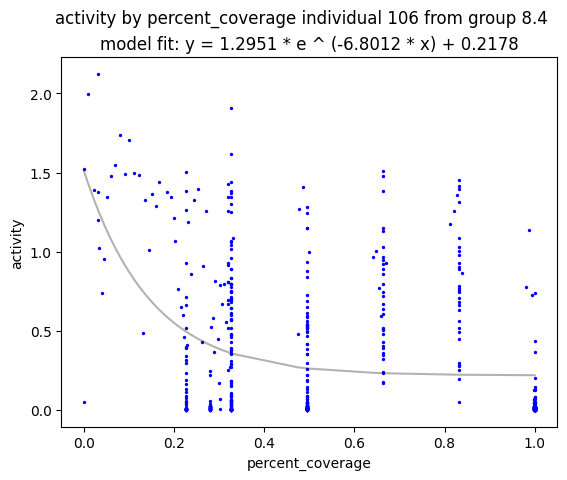 activity by percent_coverage individual 106 from group 8.4
model fit: y = 1.2951 * e ^ (-6.8012 * x) + 0.2178
2.0
1.5
activity
1.0
0.5
0.0
0.0 0.2 0.4 0.6 0.8 1.0
percent_coverage